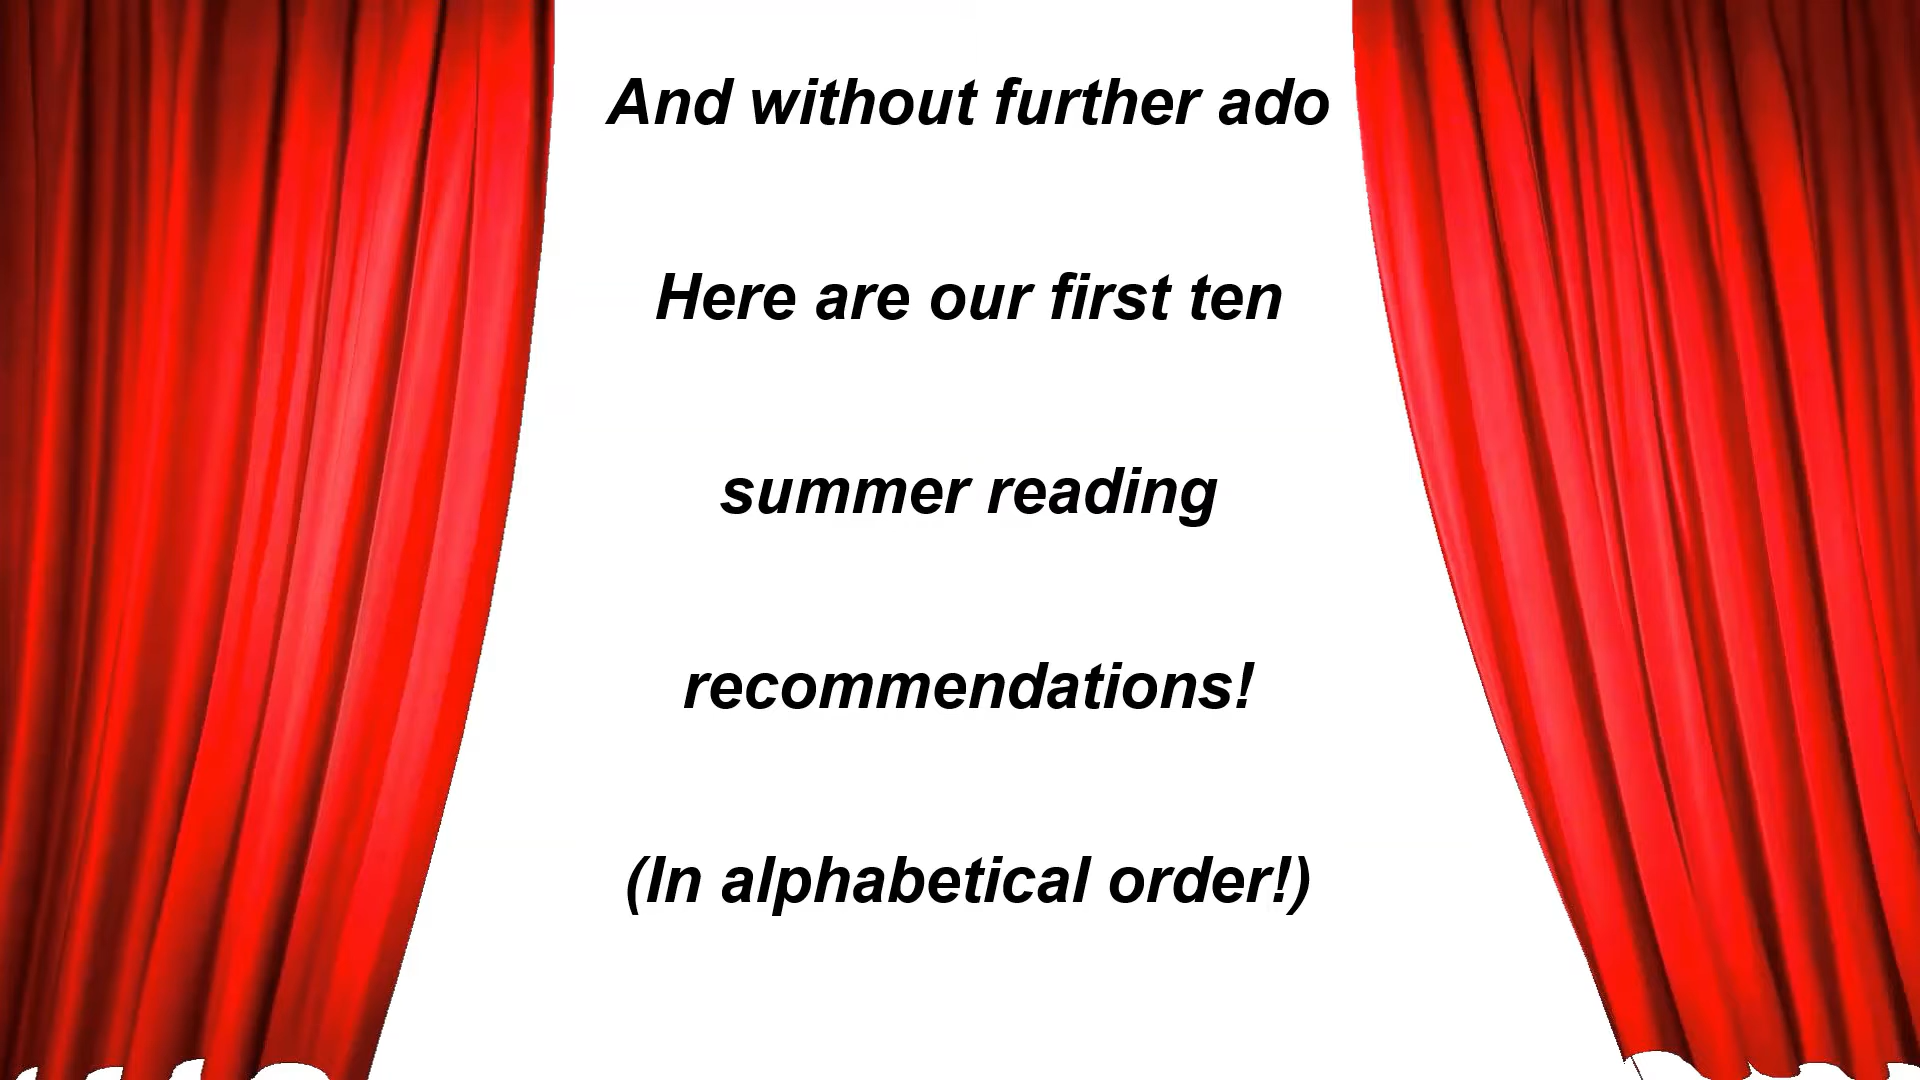 And without further ado
Here are our first ten
summer reading
recommendations!
(In alphabetical order!)